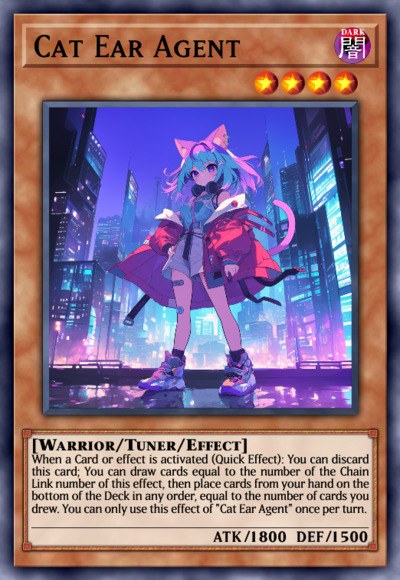 Cat Ear Agent
DARK
闇
[Warrior/Tuner/Effect]
When a Card or effect is activated (Quick Effect): You can discard
this card; You can draw cards equal to the number of the Chain
Link number of this effect, then place cards from your hand on the
bottom of the Deck in any order, equal to the number of cards you
drew. You can only use this effect of "Cat Ear Agent" once per turn.
ATK/1800 DEF/1500